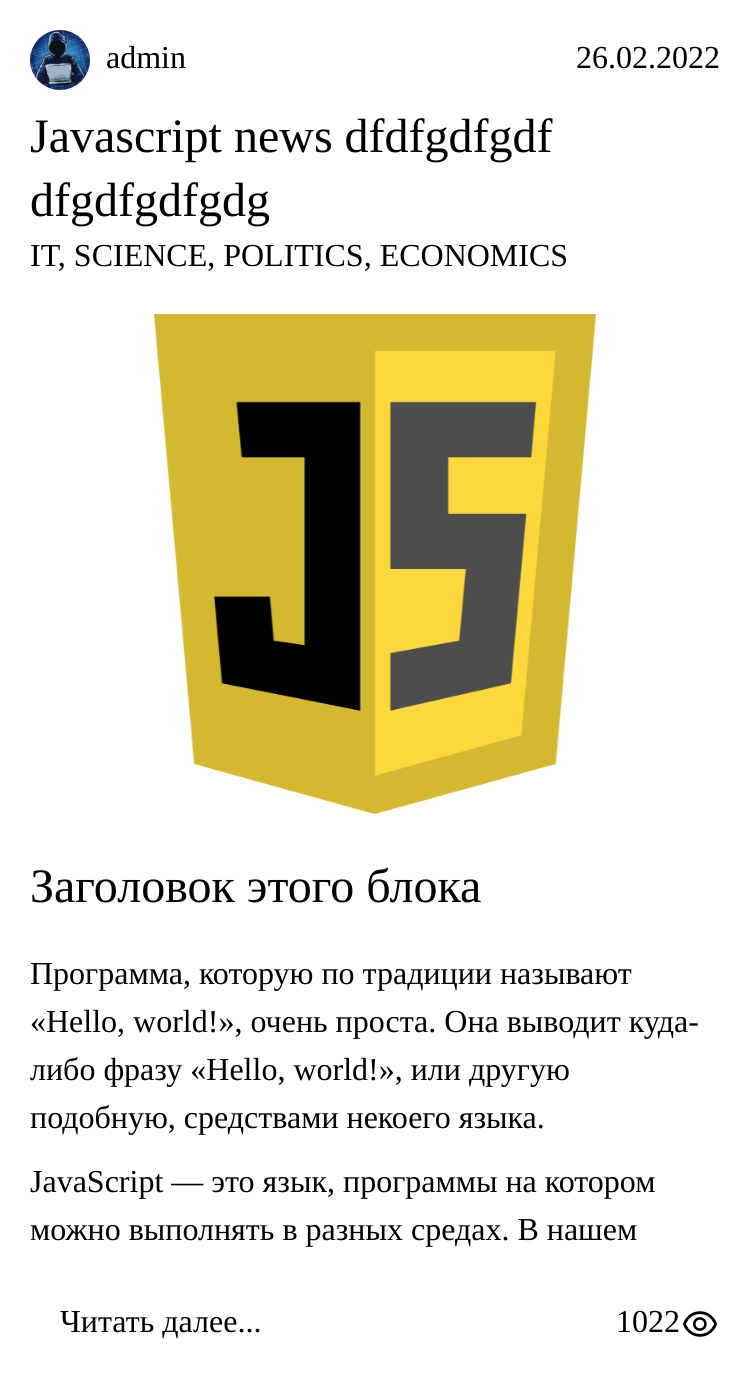 admin
26.02.2022
Javascript news dfdfgdfgdf
dfgdfgdfgdg
IT, SCIENCE, POLITICS, ECONOMICS
JS
Заголовок этого блока
Программа, которую по традиции называют
«Hello, world!», очень проста. Она выводит куда-
либо фразу «Hello, world!», или другую
подобную, средствами некоего языка.
JavaScript — это язык, программы на котором
можно выполнять в разных средах. В нашем
Читать далее...
1022